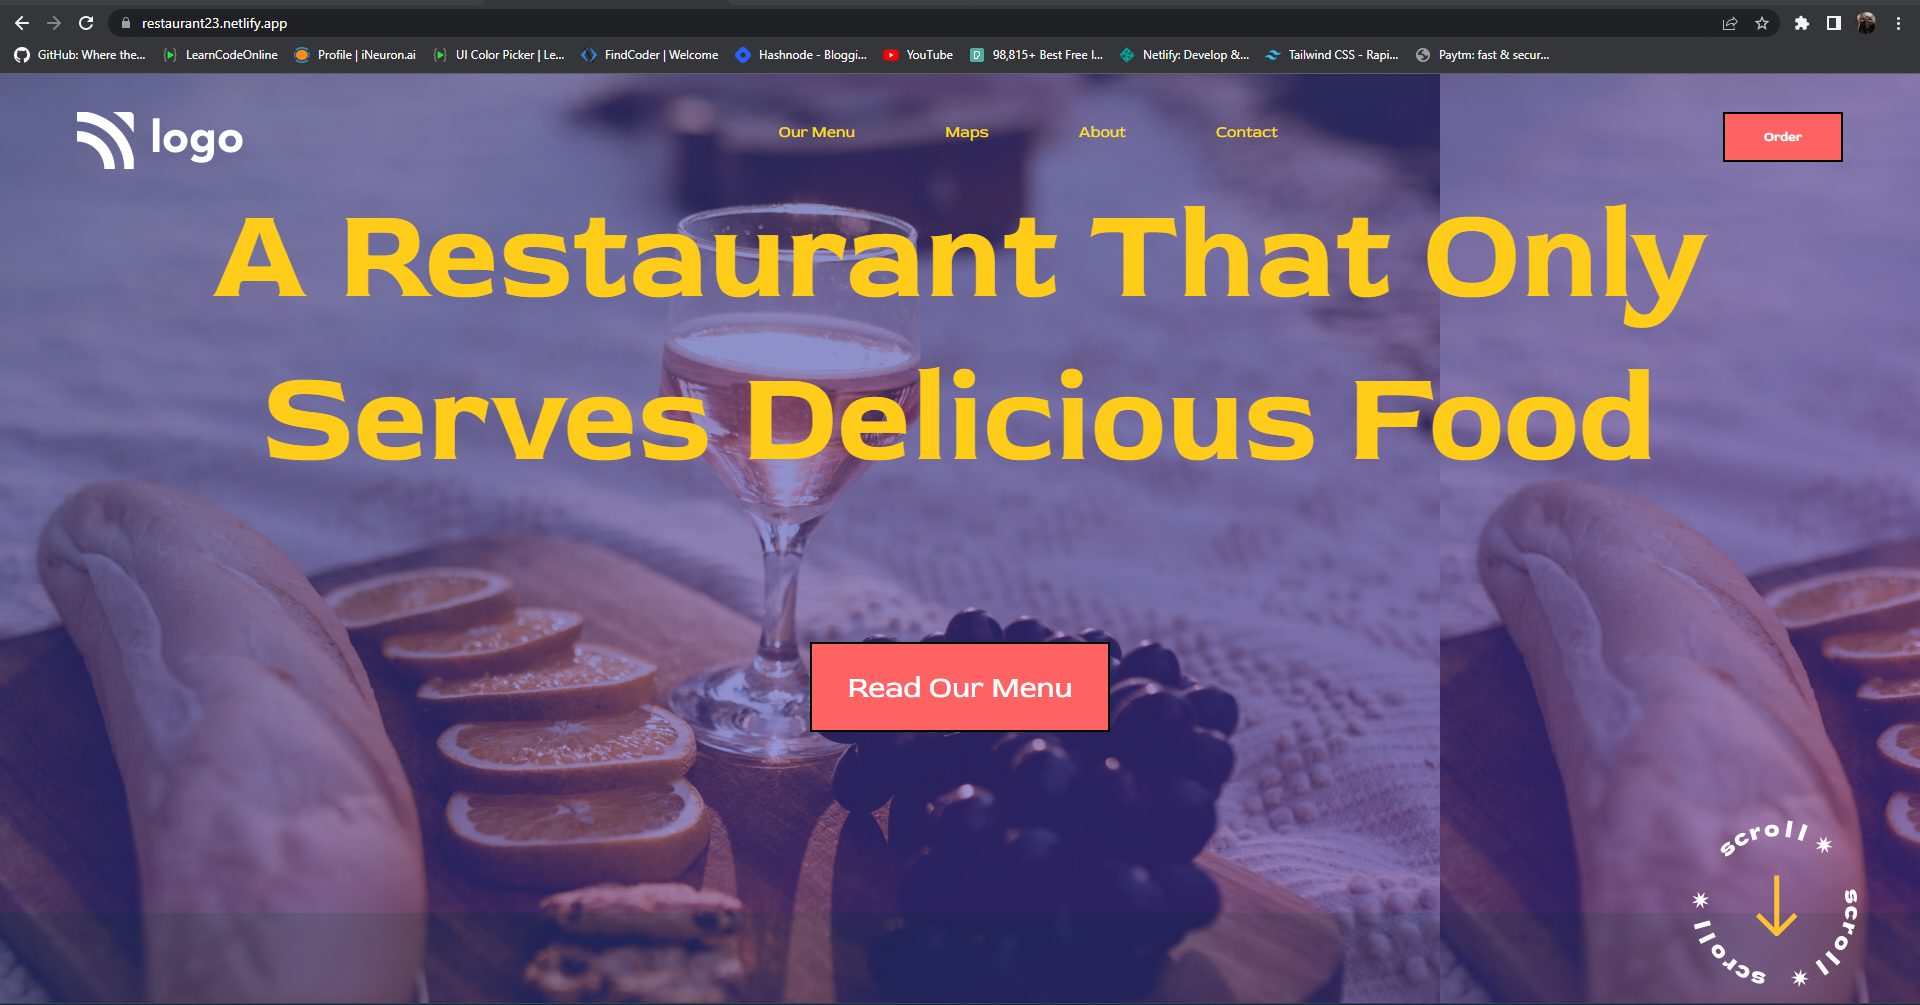 restaurant23.netlify.app
GitHub: Where the...
LearnCodeOnline
Profile | iNeuron.ai
UI Color Picker | Le...
FindCoder | Welcome
Hashnode - Bloggi...
YouTube
98,815+ Best Free I...
Netlify: Develop &...
Tailwind CSS - Rapi...
Paytm: fast & secur...
logo
Our Menu
Maps
About
Contact
Order
A Restaurant That Only
Serves Delicious Food
Read Our Menu
scroll
scroll
scroll